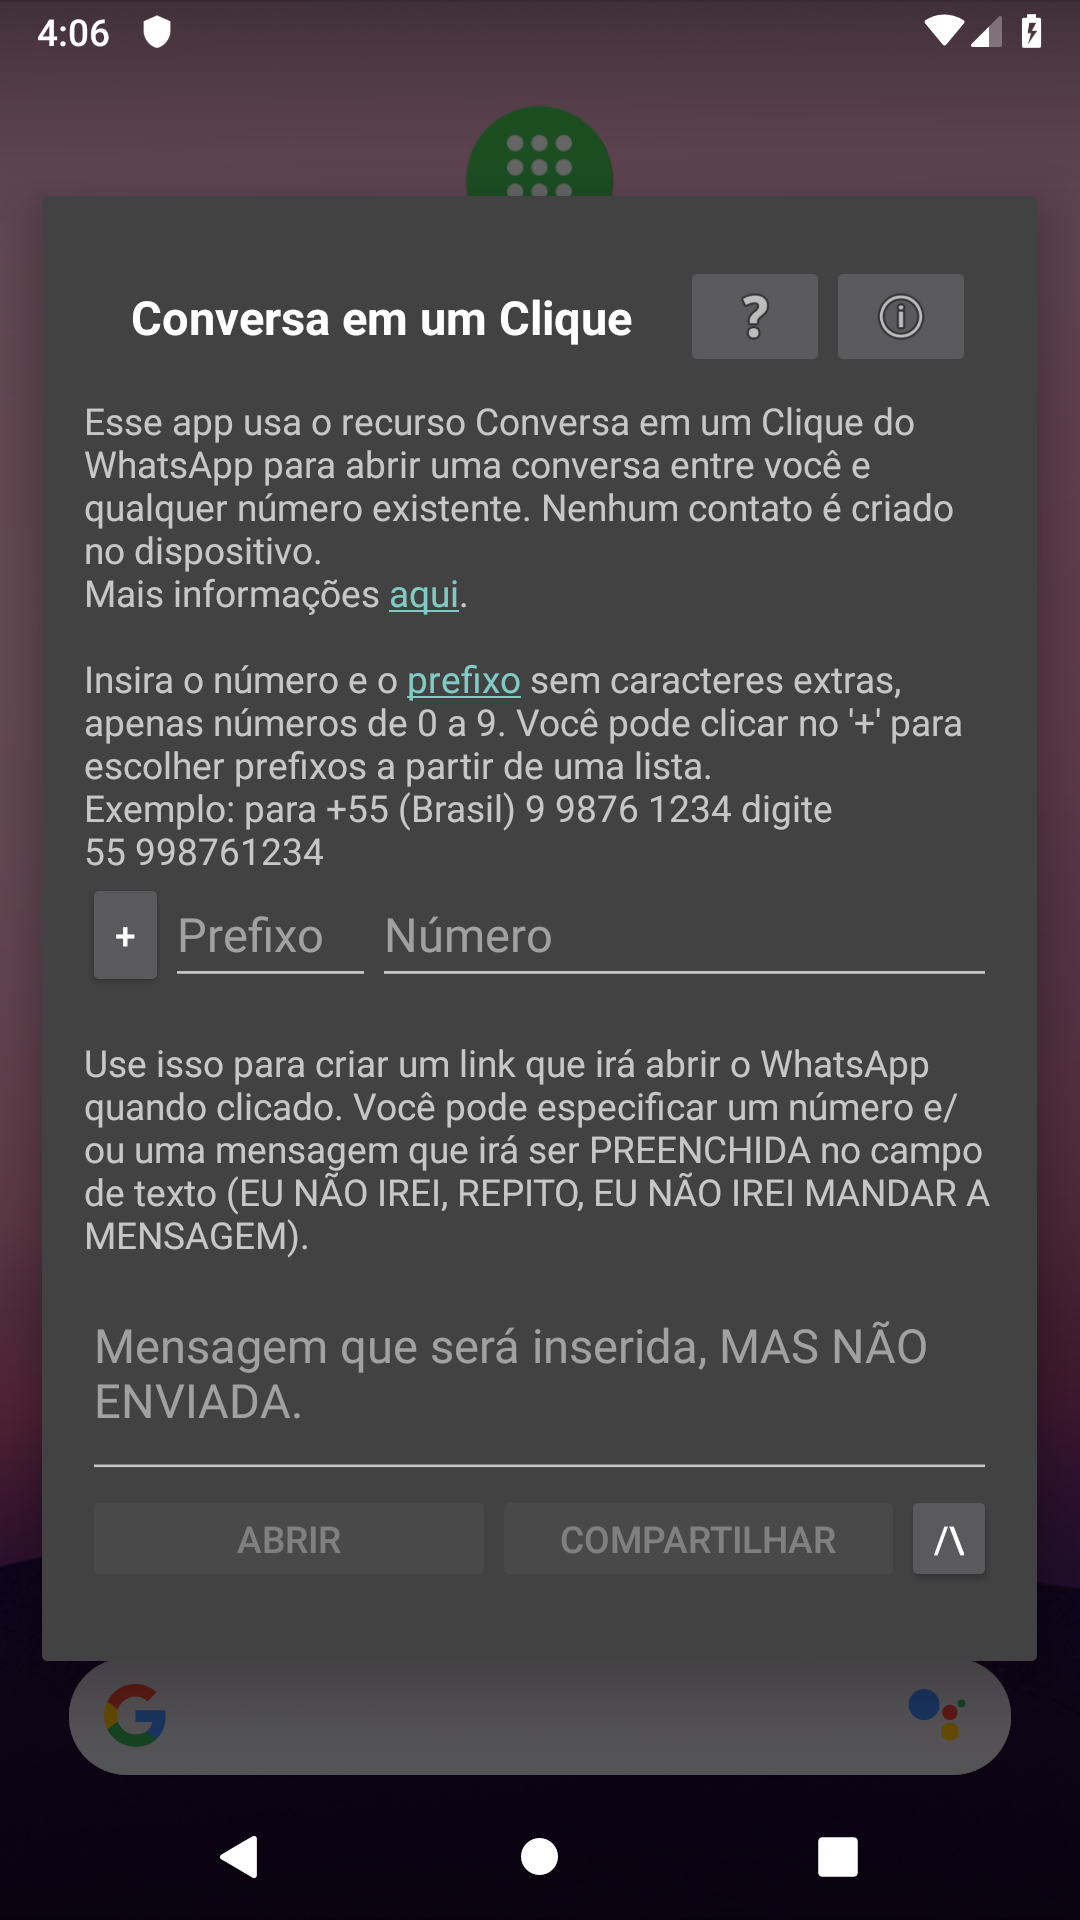 4:06
Conversa em um Clique
Esse app usa o recurso Conversa em um Clique do
WhatsApp para abrir uma conversa entre você e
qualquer número existente. Nenhum contato é criado
no dispositivo.
Mais informações aqui.
Insira o número e o prefixo sem caracteres extras,
apenas números de 0 a 9. Você pode clicar no '+' para
escolher prefixos a partir de uma lista.
Exemplo: para +55 (Brasil) 9 9876 1234 digite
55 998761234
+ Prefixo Número
Use isso para criar um link que irá abrir o WhatsApp
quando clicado. Você pode especificar um número e/
ou uma mensagem que irá ser PREENCHIDA no campo
de texto (EU NÃO IREI, REPITO, EU NÃO IREI MANDAR A
MENSAGEM).
Mensagem que será inserida, MAS NÃO
ENVIADA.
ABRIR COMPARTILHAR /\